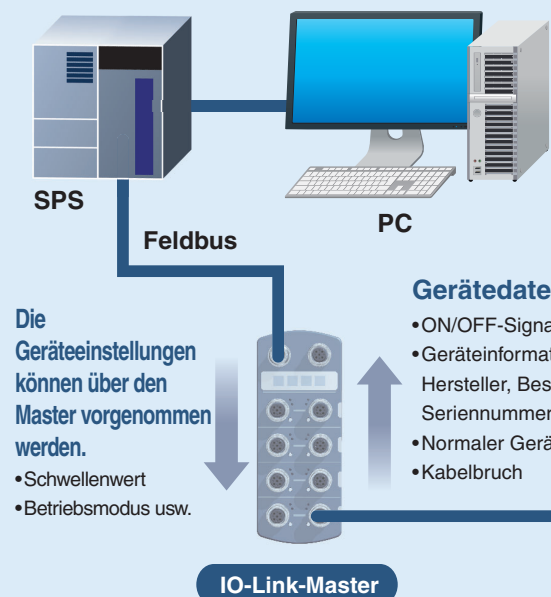 SPS
PC
Feldbus
Die
Geräteeinstellungen
können über den
Master vorgenommen
werden.
•Schwellenwert
•Betriebsmodus usw.
Gerätedate
•ON/OFF-Signa
•Geräteinformat
Hersteller, Bes
Seriennummer
•Normaler Gerä
•Kabelbruch
IO-Link-Master